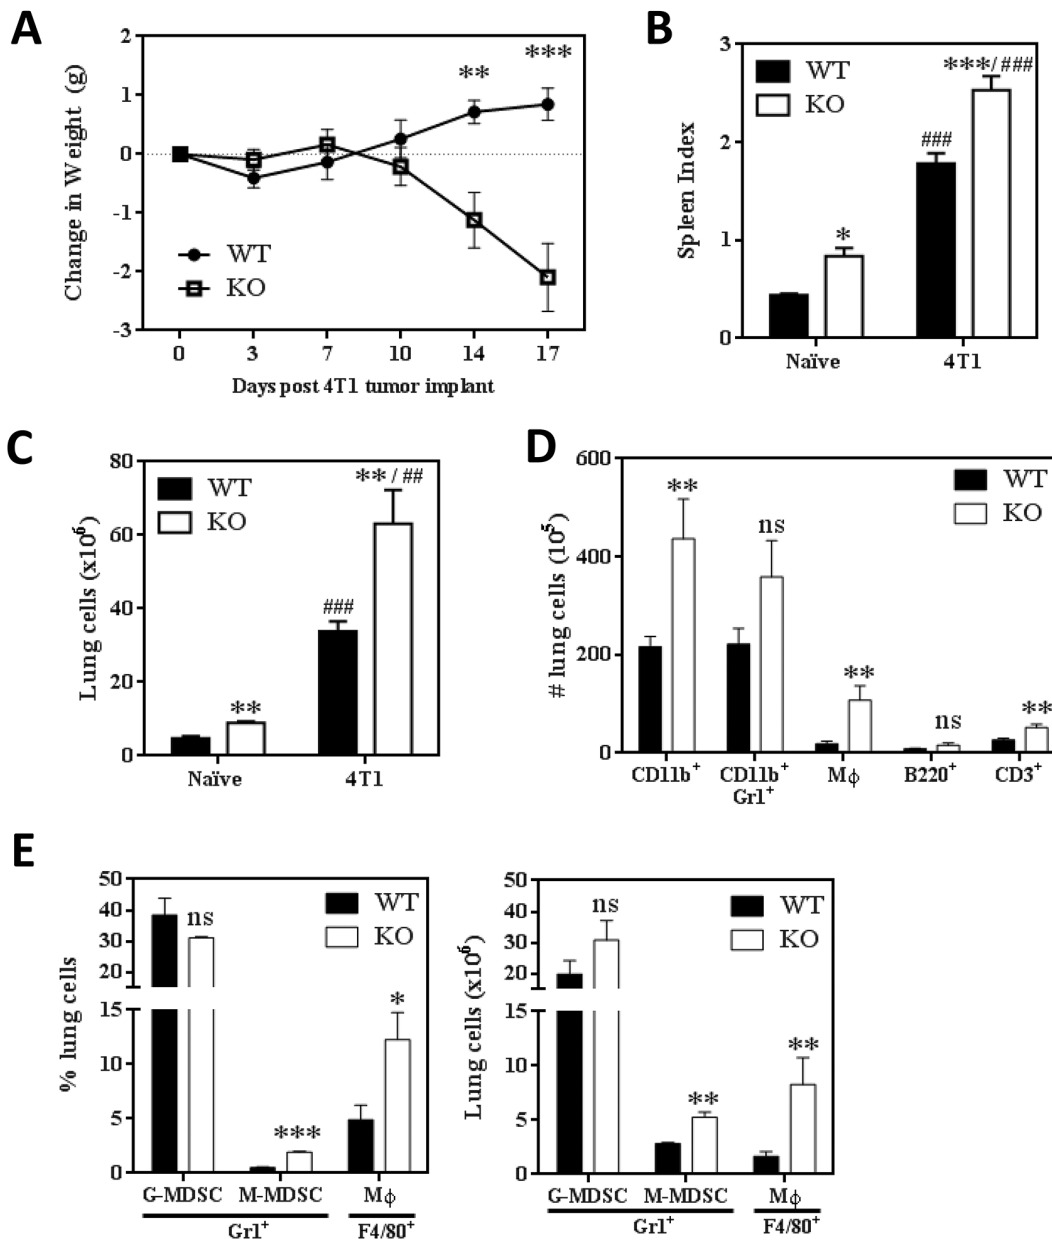 A
2
1
0
-1
-2
-3
Change in Weight (g)
** ***
WT
KO
0 3 7 10 14 17
Days post 4T1 tumor implant
B
3
2
1
0
Spleen Index
WT
KO
*
###
***/ ###
Naïve 4T1
C
80
60
40
20
0
Lung cells (x10⁶)
WT
KO
**
###
** / ##
Naïve 4T1
D
600
400
200
0
# lung cells (10⁵)
WT
KO
**
ns
**
ns
**
CD11b⁺ CD11b⁺ Mϕ B220⁺ CD3⁺
Gr1⁺
E
50
40
30
20
15
10
5
0
% lung cells
WT
KO
ns
***
*
G-MDSC M-MDSC Mϕ
Gr1⁺ F4/80⁺
50
40
30
20
15
10
5
0
Lung cells (x10⁶)
WT
KO
ns
**
**
G-MDSC M-MDSC Mϕ
Gr1⁺ F4/80⁺